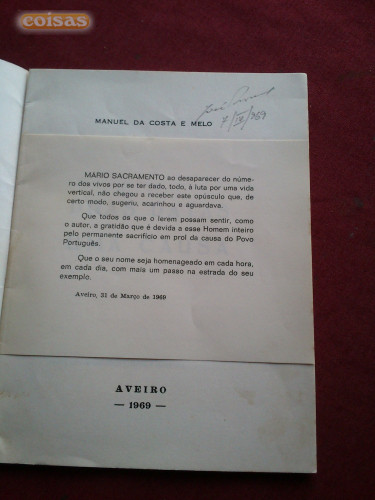 coisas
MANUEL DA COSTA E MELO
MARIO SACRAMENTO ao desaparecer do núme-
ro dos vivos por se ter dado, todo, à luta por uma vida
vertical, não chegou a receber este opúsculo que, de
certo modo, sugeriu, acarinhou e aguardava.
Que todos os que o lerem possam sentir, como
o autor, a gratidão que é devida a esse Homem inteiro
pelo permanente sacrifício em prol da causa do Povo
Português.
Que o seu nome seja homenageado em cada hora,
em cada dia, com mais um passo na estrada do seu
exemplo.
Aveiro, 31 de Março de 1969
AVEIRO
— 1969 —